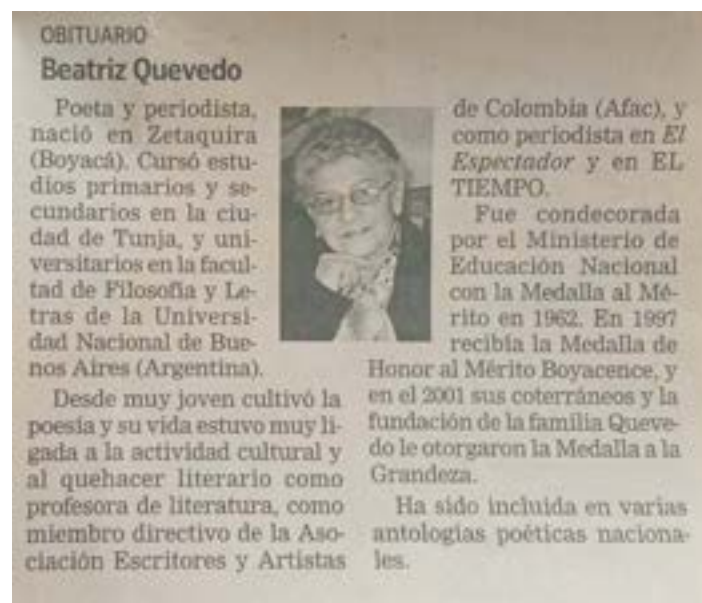 OBITUARIO
Beatriz Quevedo
Poeta y periodista,
nació en Zetaquira
(Boyacá). Cursó estu-
dios primarios y se-
cundarios en la ciu-
dad de Tunja, y uni-
versitarios en la facul-
tad de Filosofia y Le-
tras de la Universi-
dad Nacional de Bue-
nos Aires (Argentina).
Desde muy joven cultivó la
poesía y su vida estuvo muy li-
gada a la actividad cultural y
al quehacer literario como
profesora de literatura, como
miembro directivo de la Aso-
ciación Escritores y Artistas
de Colombia (Afac), y
como periodista en El
Espectador y en EL
TIEMPO.
Fue condecorada
por el Ministerio de
Educación Nacional
con la Medalla al Mé-
rito en 1962. En 1997
recibía la Medalla de
Honor al Mérito Boyacence, y
en el 2001 sus coterráneos y la
fundación de la familia Queve-
do le otorgaron la Medalla a la
Grandeza.
Ha sido incluida en varias
antologías poéticas naciona-
les.